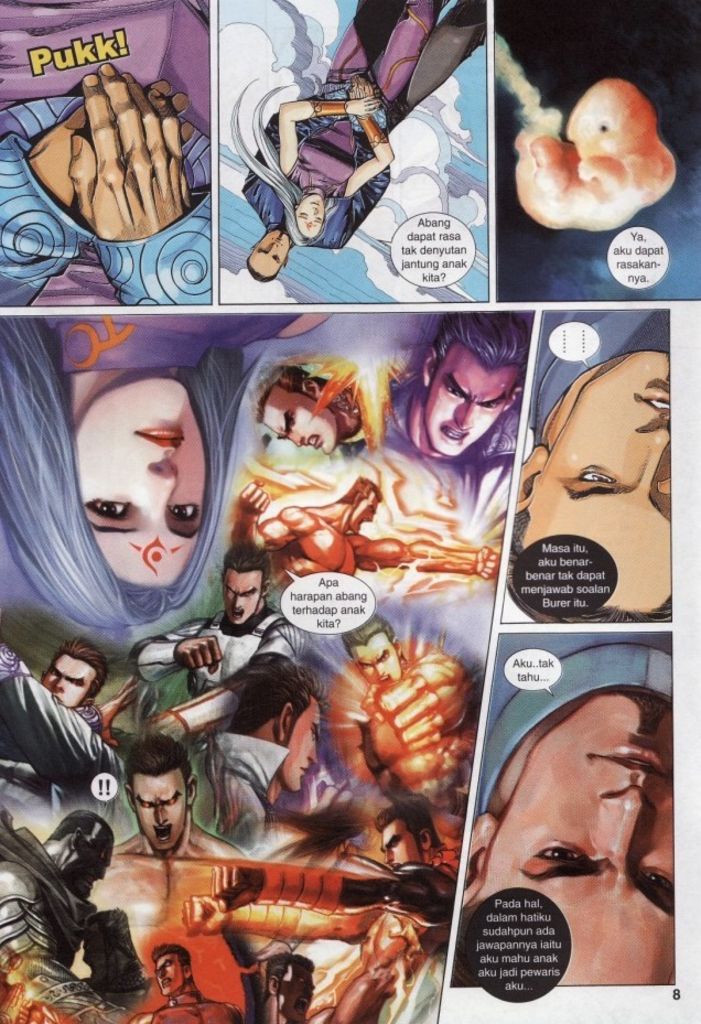 Pukk!
Abang
dapat rasa
tak denyutan
jantung anak
kita?
Ya,
aku dapat
rasakan-
nya.
Apa
harapan abang
terhadap anak
kita?
!!
Masa itu,
aku benar-
benar tak dapat
menjawab soalan
Burer itu.
Aku..tak
tahu...
Pada hal,
dalam hatiku
sudahpun ada
jawapannya iaitu
aku mahu anak
aku jadi pewaris
aku...
8